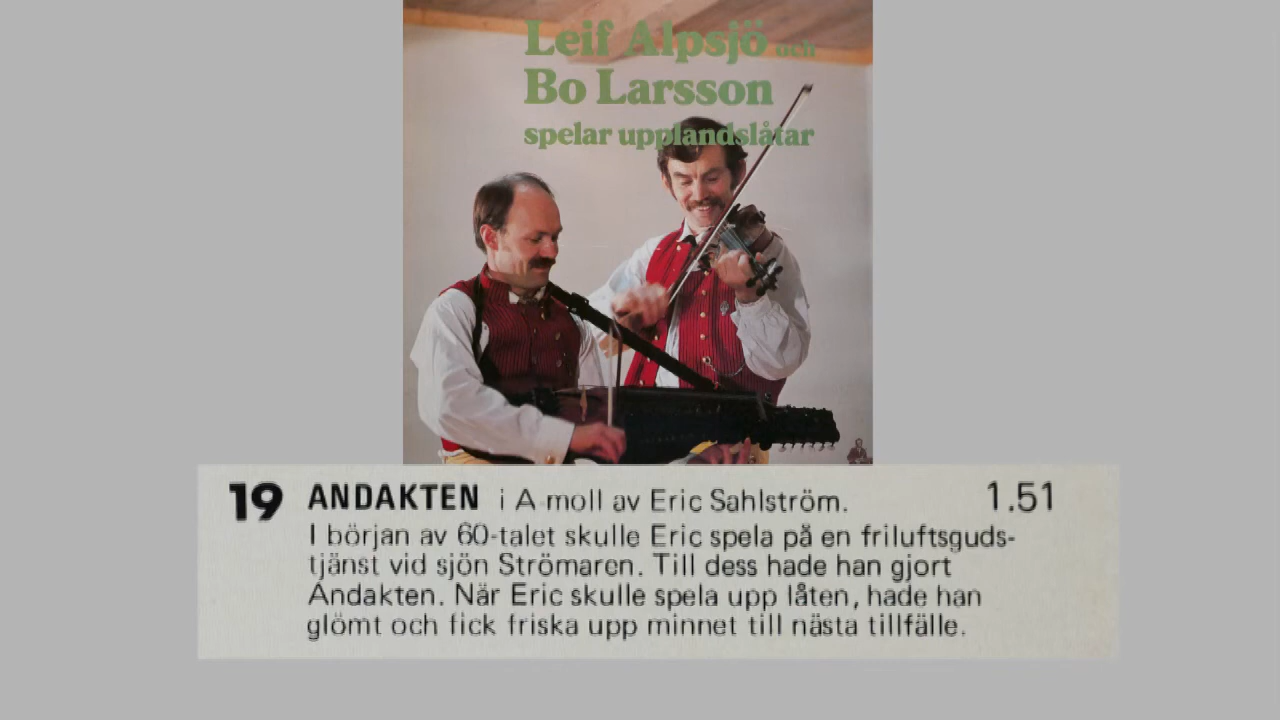 Leif Alpsjö och
Bo Larsson
spelar upplandslåtar
19 ANDAKTEN i A-moll av Eric Sahlström. 1.51
I början av 60-talet skulle Eric spela på en friluftsguds-
tjänst vid sjön Strömaren. Till dess hade han gjort
Andakten. När Eric skulle spela upp låten, hade han
glömt och fick friska upp minnet till nästa tillfälle.